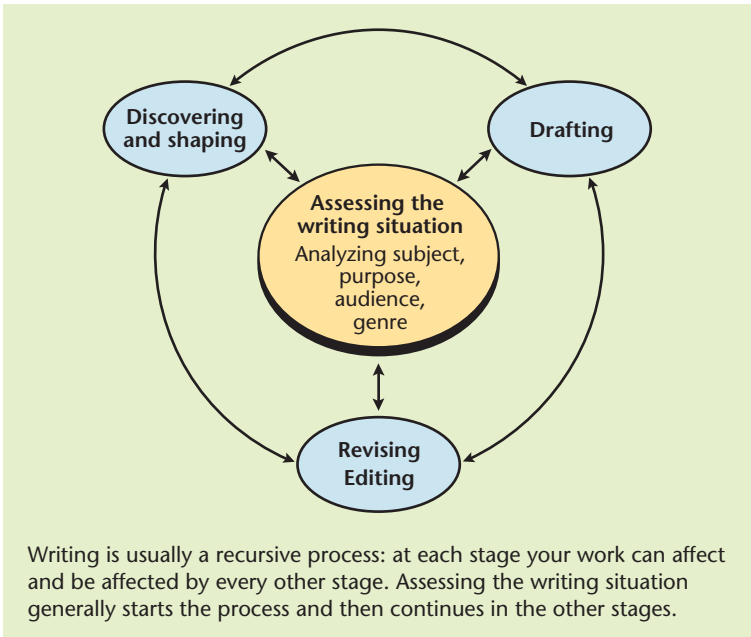 Discovering
and shaping
Drafting
Assessing the
writing situation
Analyzing subject,
purpose,
audience,
genre
Revising
Editing
Writing is usually a recursive process: at each stage your work can affect
and be affected by every other stage. Assessing the writing situation
generally starts the process and then continues in the other stages.